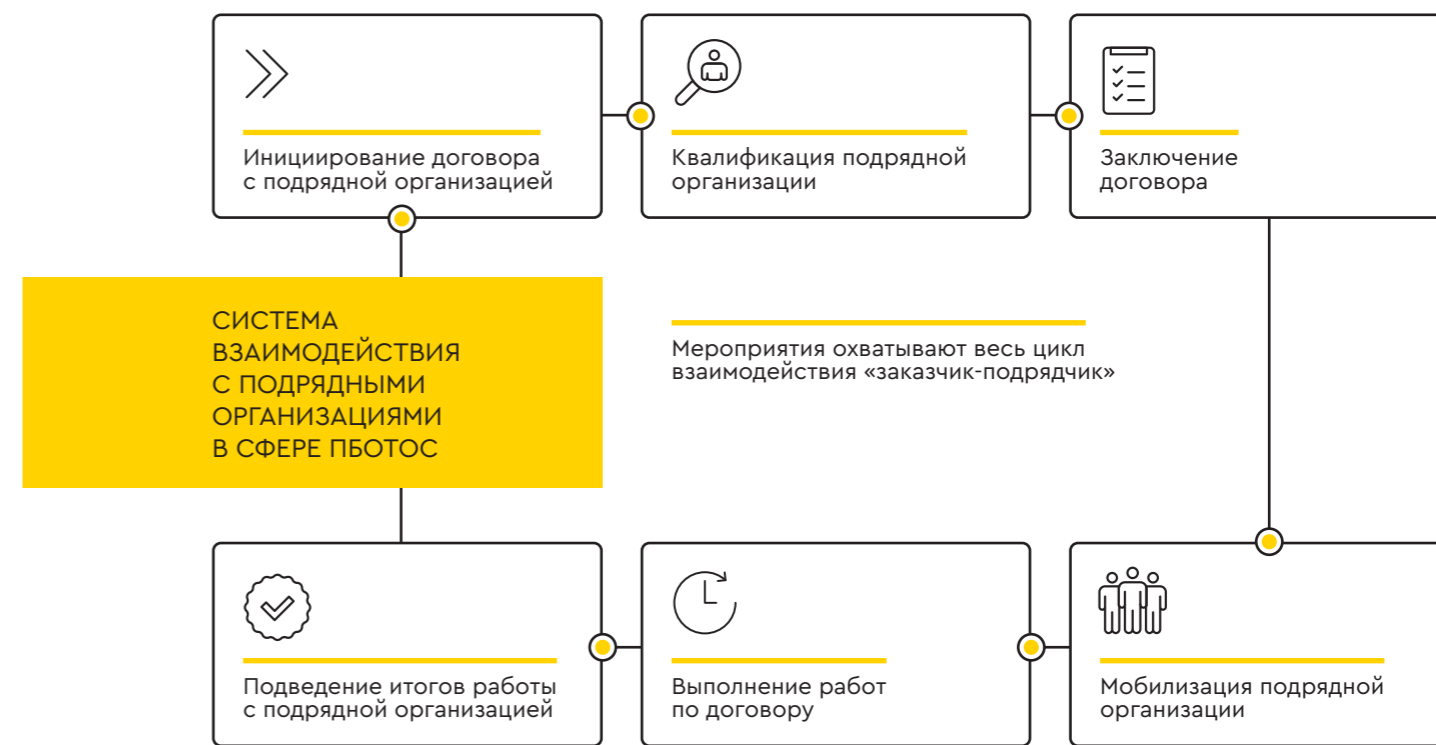 Инициирование договора
с подрядной организацией
Квалификация подрядной
организации
Заключение
договора
СИСТЕМА
ВЗАИМОДЕЙСТВИЯ
С ПОДРЯДНЫМИ
ОРГАНИЗАЦИЯМИ
В СФЕРЕ ПБОТОС
Мероприятия охватывают весь цикл
взаимодействия «заказчик-подрядчик»
Подведение итогов работы
с подрядной организацией
Выполнение работ
по договору
Мобилизация подрядной
организации